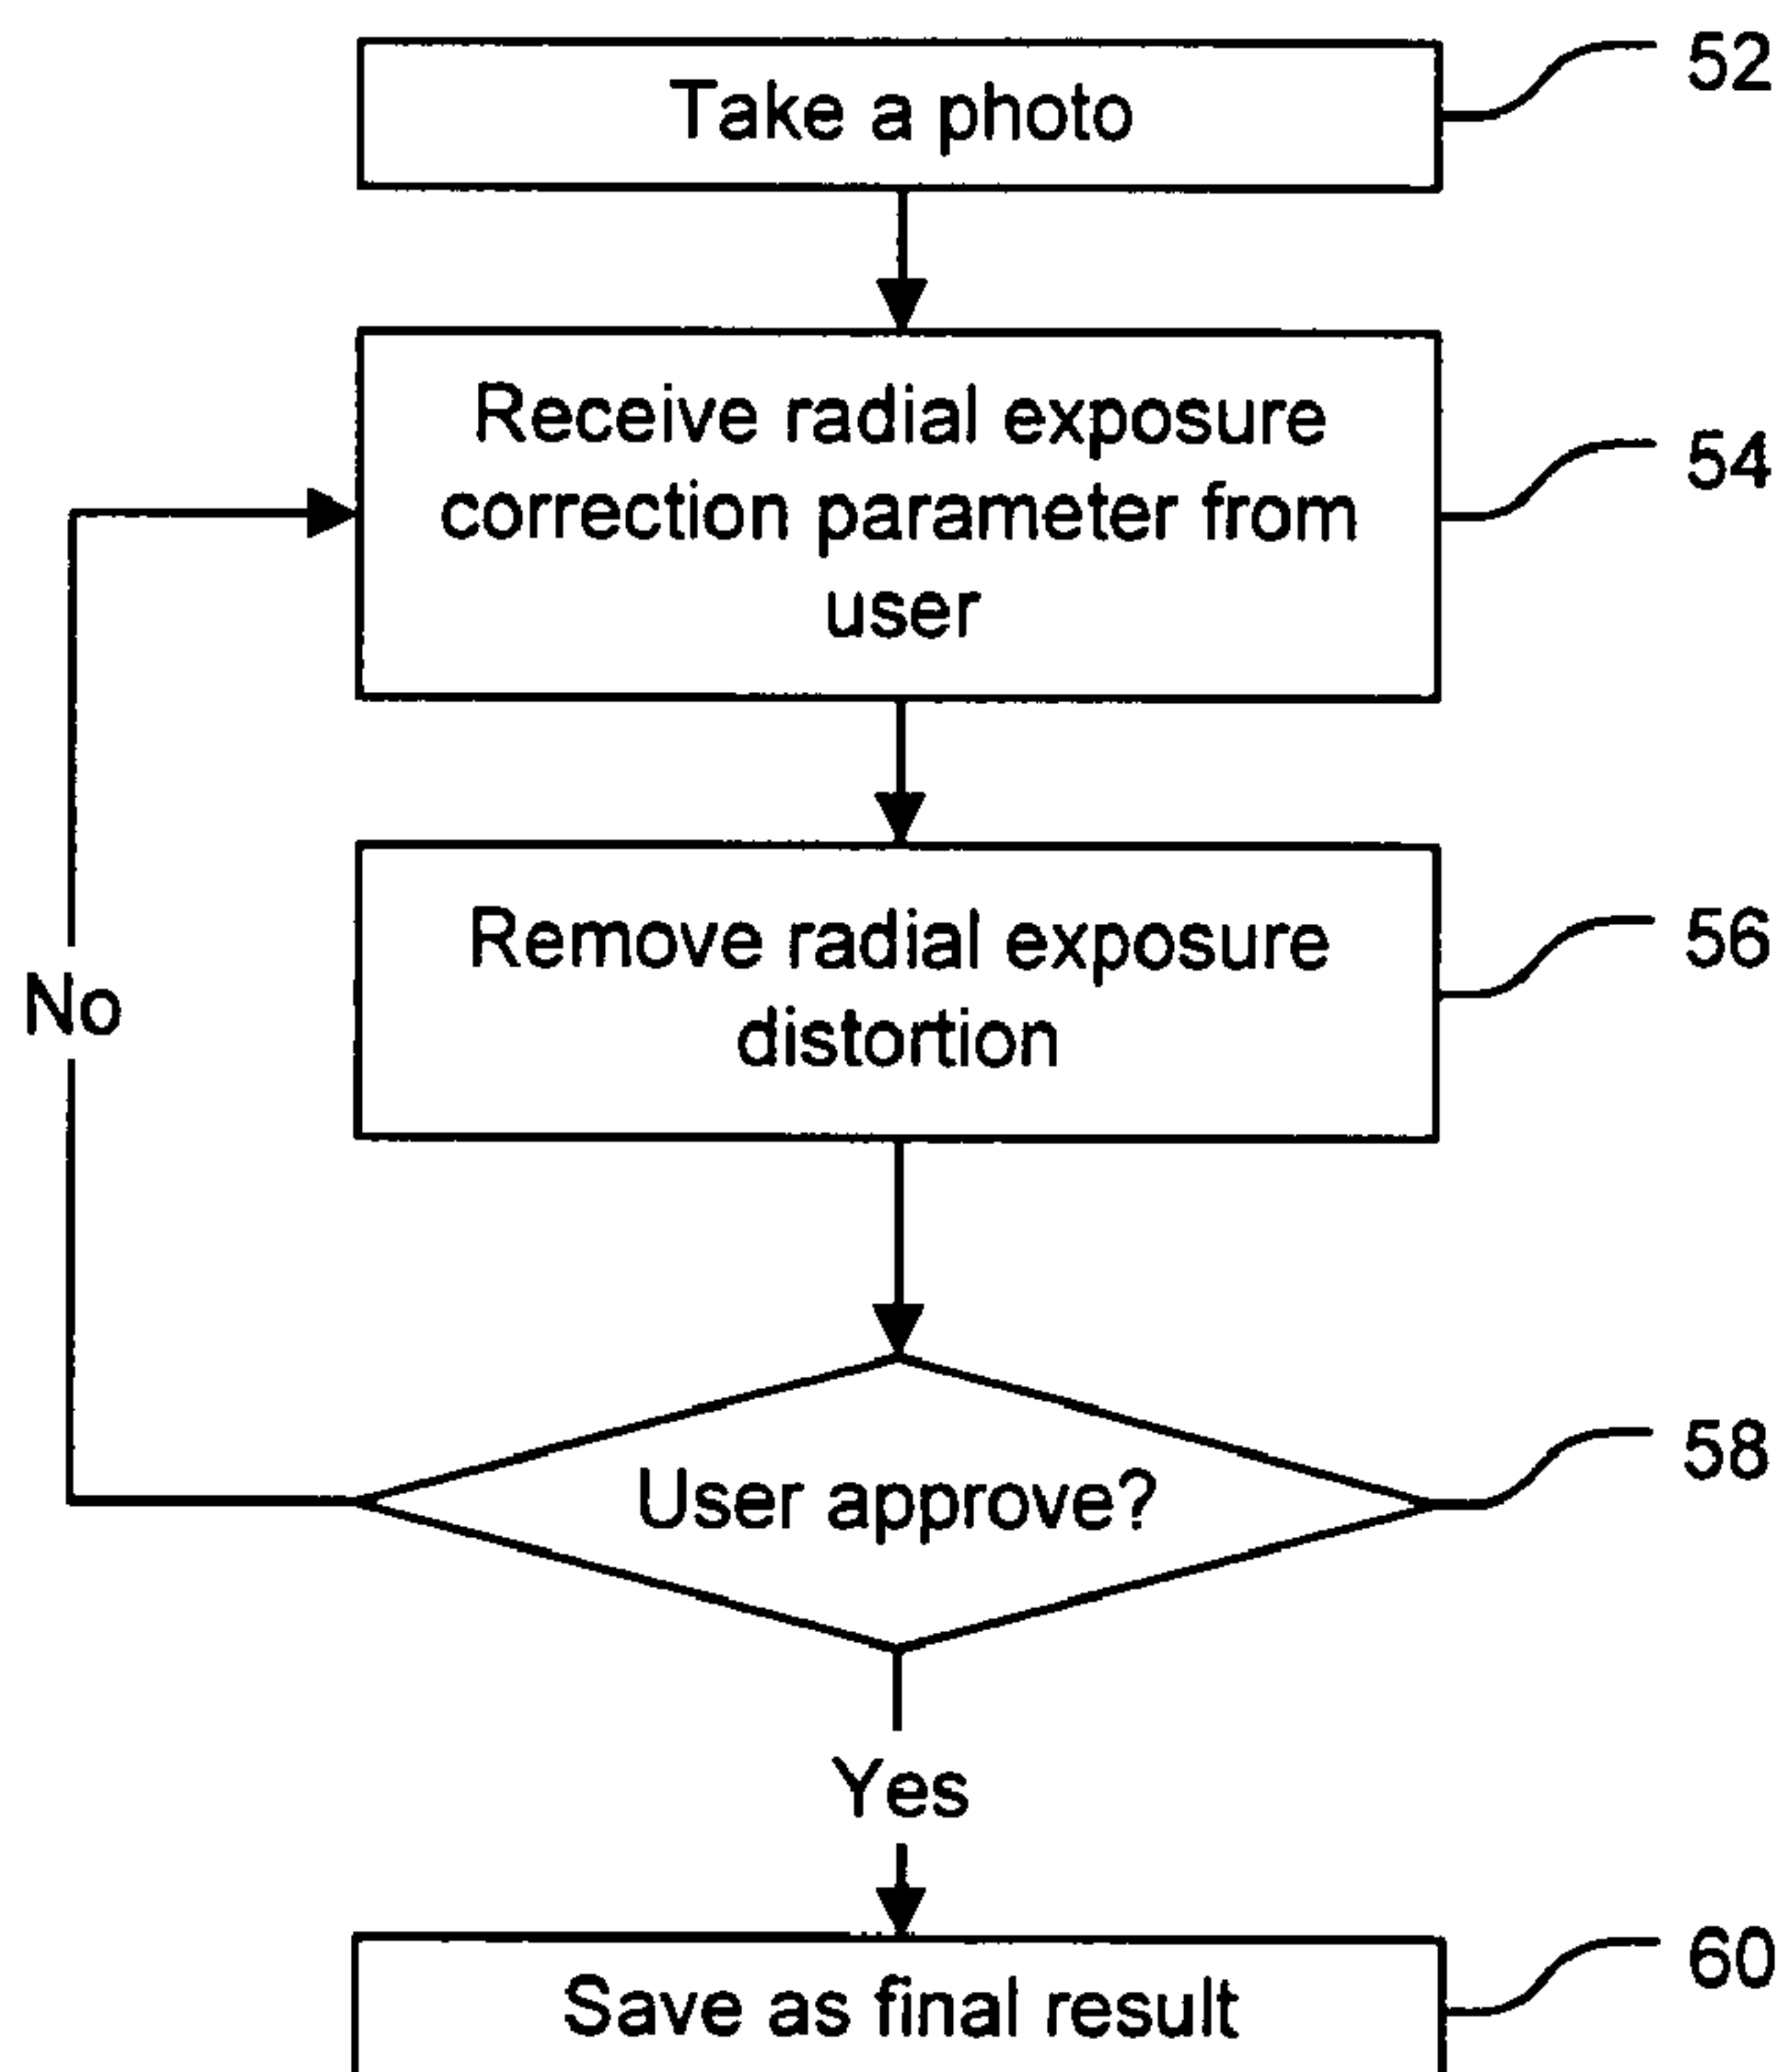 Take a photo
52
Receive radial exposure
correction parameter from
user
54
Remove radial exposure
distortion
56
No
User approve?
58
Yes
Save as final result
60